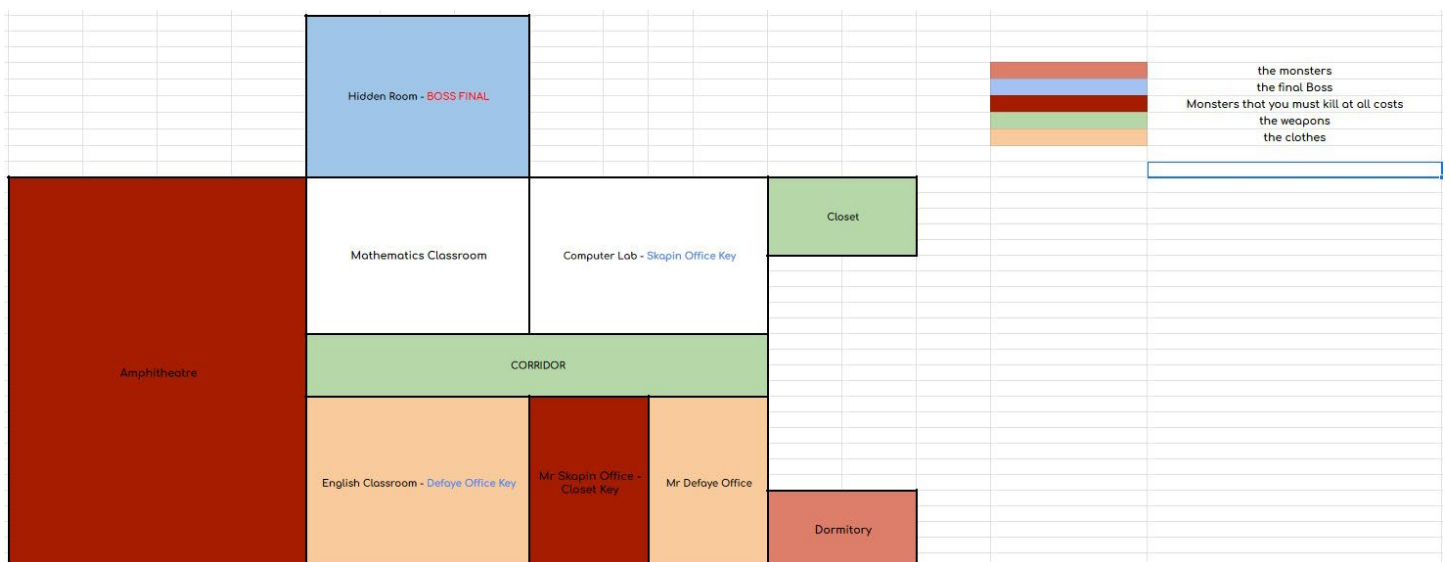 Hidden Room - BOSS FINAL
the monsters
the final Boss
Monsters that you must kill at all costs
the weapons
the clothes
Closet
Mathematics Classroom
Computer Lab - Skapin Office Key
Amphitheatre
CORRIDOR
English Classroom - Defaye Office Key
Mr Skapin Office -
Closet Key
Mr Defaye Office
Dormitory